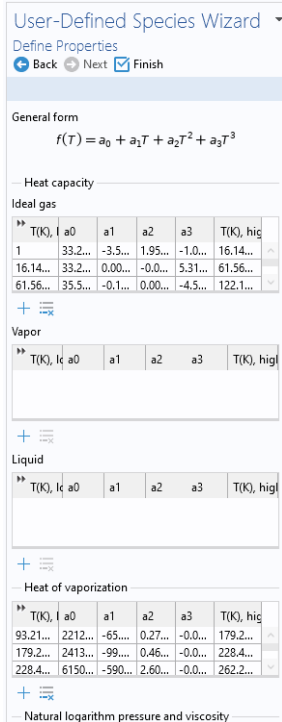 User-Defined Species Wizard
Define Properties
Back Next Finish
General form
f(T) = a₀ + a₁T + a₂T² + a₃T³
Heat capacity
Ideal gas
T(K), l a0 a1 a2 a3 T(K), hig
1 33.2... -3.5... 1.95... -1.0... 16.14...
16.14... 33.2... 0.00... -0.0... 5.31... 61.56...
61.56... 35.5... -0.1... 0.00... -4.5... 122.1...
Vapor
T(K), lo a0 a1 a2 a3 T(K), higl
Liquid
T(K), lo a0 a1 a2 a3 T(K), higl
Heat of vaporization
T(K), l a0 a1 a2 a3 T(K), hig
93.21... 2212... -65.... 0.27... -0.0... 179.2...
179.2... 2413... -99.... 0.46... -0.0... 228.4...
228.4... 6150... -590... 2.60... -0.0... 262.2...
Natural logarithm pressure and viscosity